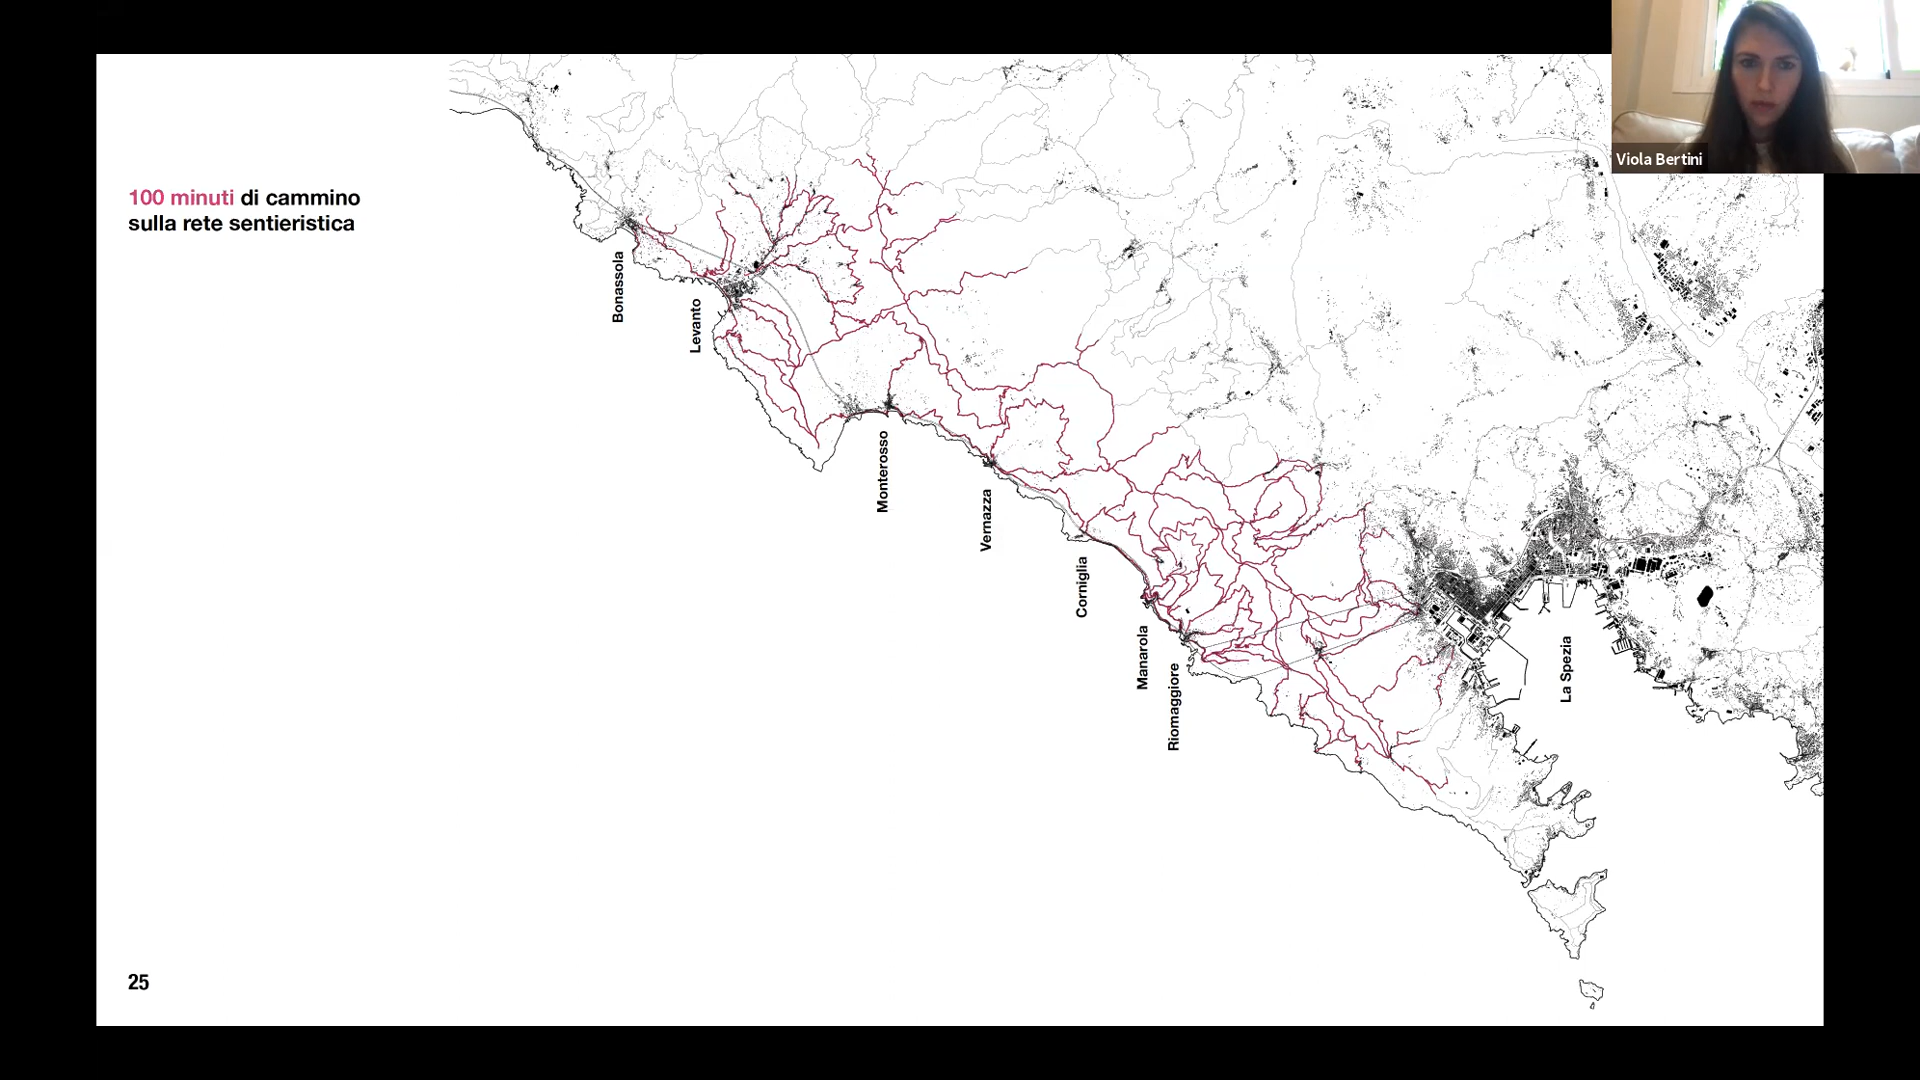 Viola Bertini
100 minuti di cammino
sulla rete sentieristica
Bonassola
Levanto
Monterosso
Vernazza
Corniglia
Manarola
Riomaggiore
La Spezia
25